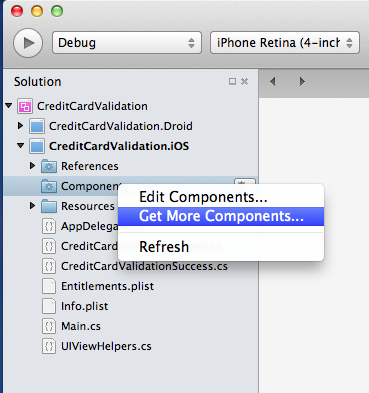 Debug
iPhone Retina (4-inch
Solution
CreditCardValidation
CreditCardValidation.Droid
CreditCardValidation.iOS
References
Component
Edit Components...
Get More Components...
Refresh
Resources
AppDelega
CreditCard
CreditCardValidationSuccess.cs
Entitlements.plist
Info.plist
Main.cs
UIViewHelpers.cs